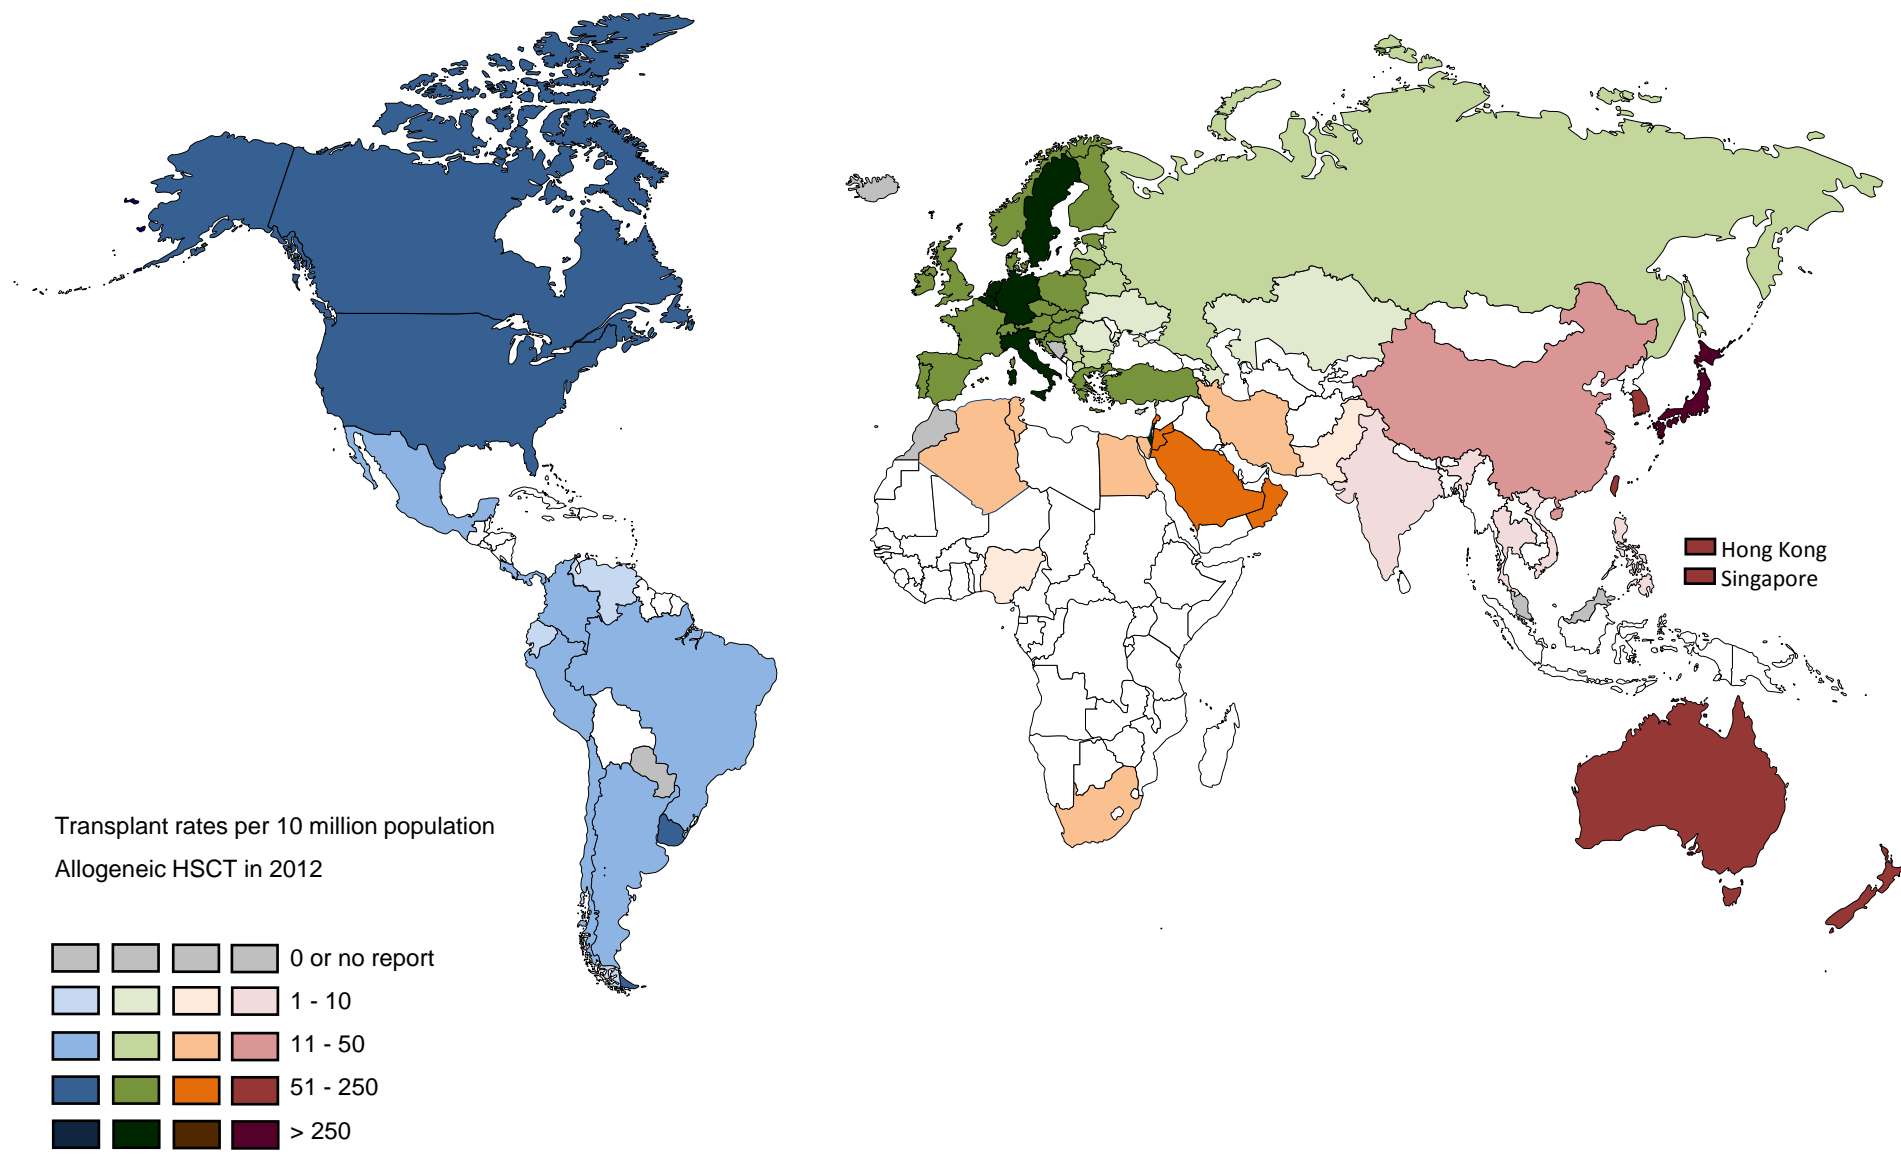 Hong Kong
Singapore
Transplant rates per 10 million population
Allogeneic HSCT in 2012
0 or no report
1 - 10
11 - 50
51 - 250
> 250